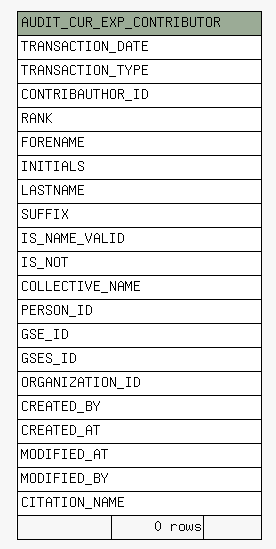 AUDIT_CUR_EXP_CONTRIBUTOR
TRANSACTION_DATE
TRANSACTION_TYPE
CONTRIBAUTHOR_ID
RANK
FORENAME
INITIALS
LASTNAME
SUFFIX
IS_NAME_VALID
IS_NOT
COLLECTIVE_NAME
PERSON_ID
GSE_ID
GSES_ID
ORGANIZATION_ID
CREATED_BY
CREATED_AT
MODIFIED_AT
MODIFIED_BY
CITATION_NAME
0 rows